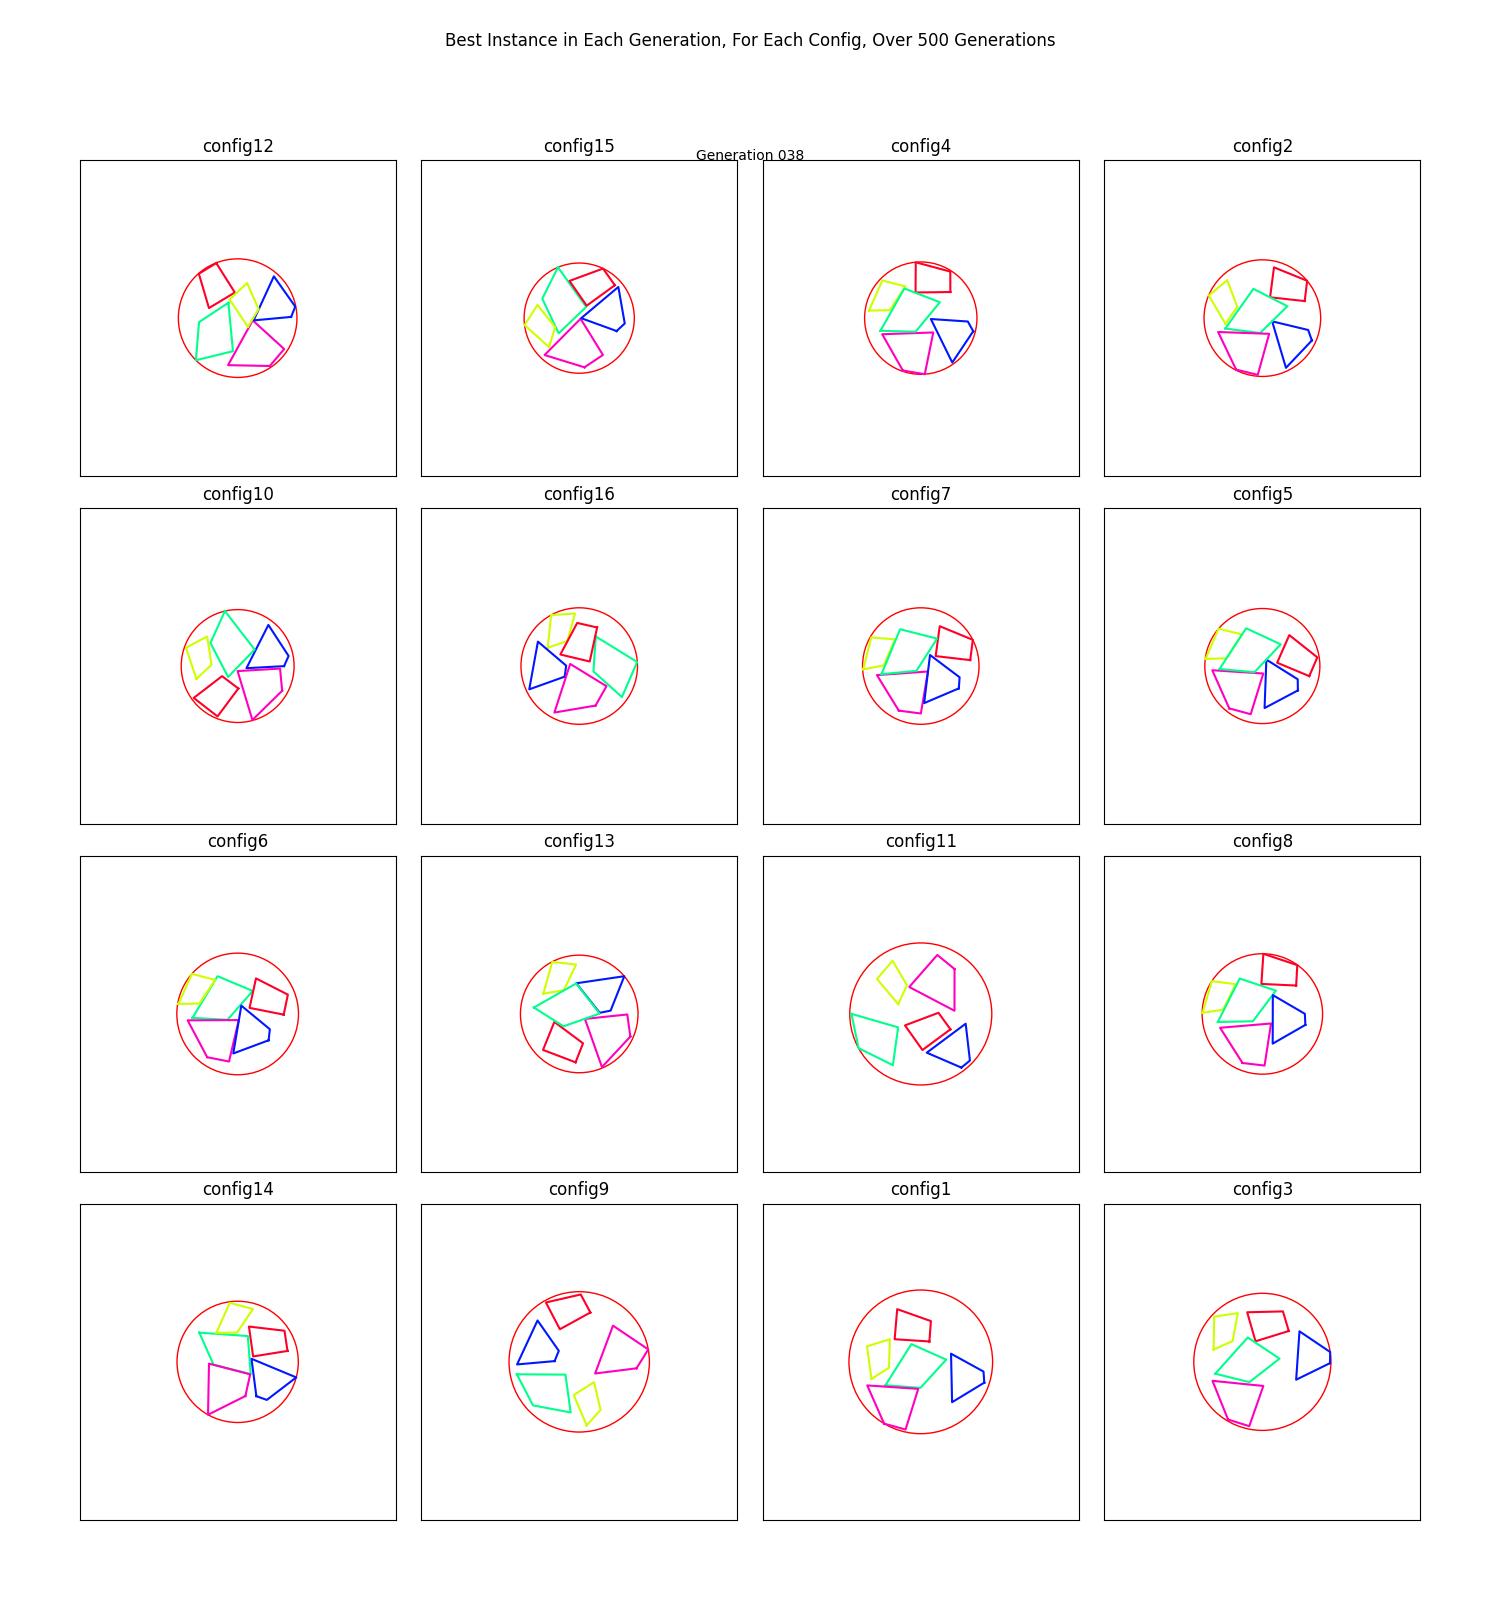 Best Instance in Each Generation, For Each Config, Over 500 Generations
Generation 038
config12
config15
config4
config2
config10
config16
config7
config5
config6
config13
config11
config8
config14
config9
config1
config3